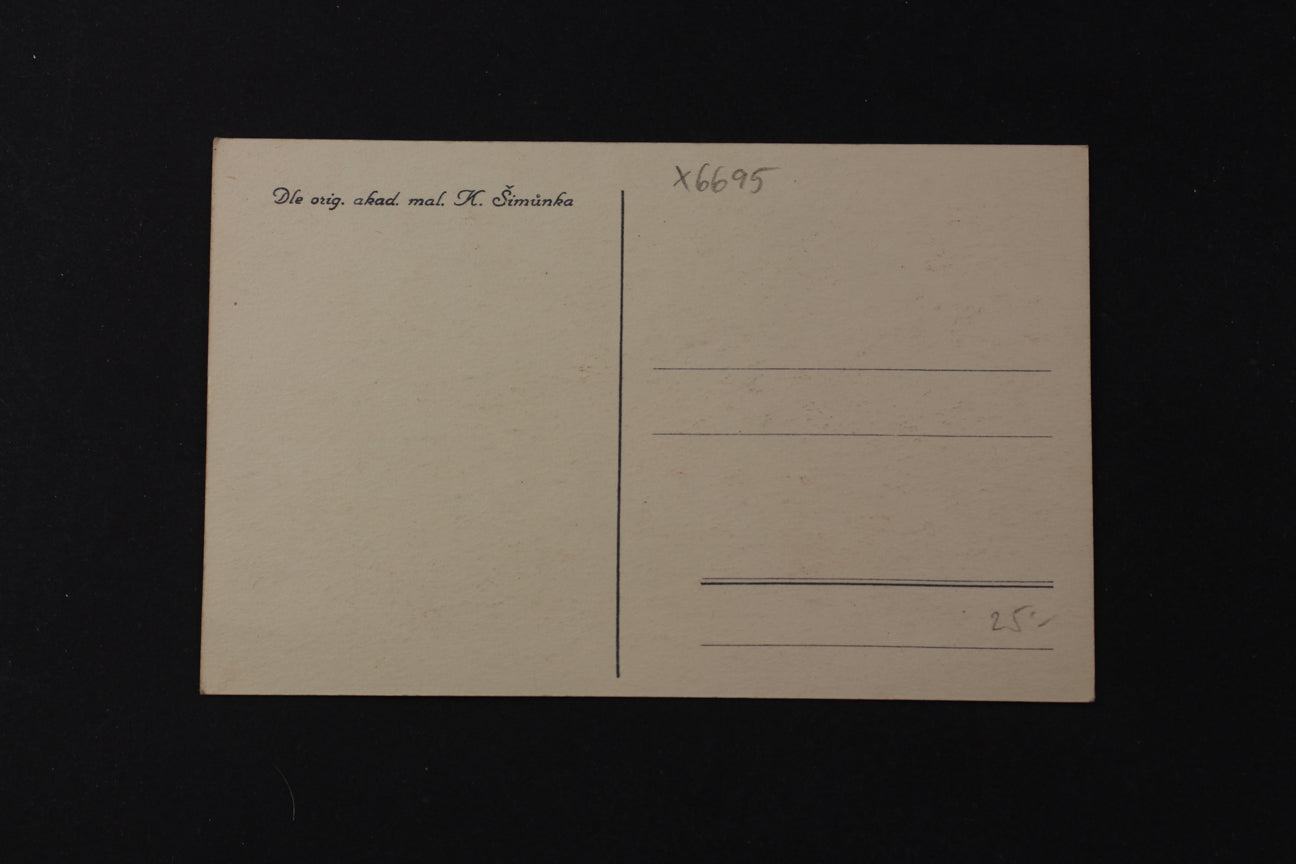 Dle orig. akad. mal. K. Šimůnka
X6695
25.-